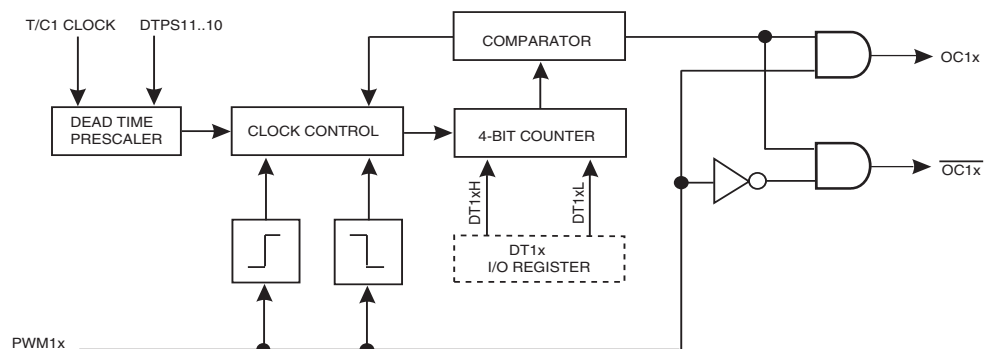 T/C1 CLOCK
DTPS11..10
COMPARATOR
OC1x
DEAD TIME
PRESCALER
CLOCK CONTROL
4-BIT COUNTER
OC1x
DT1xH
DT1xL
DT1x
I/O REGISTER
PWM1x